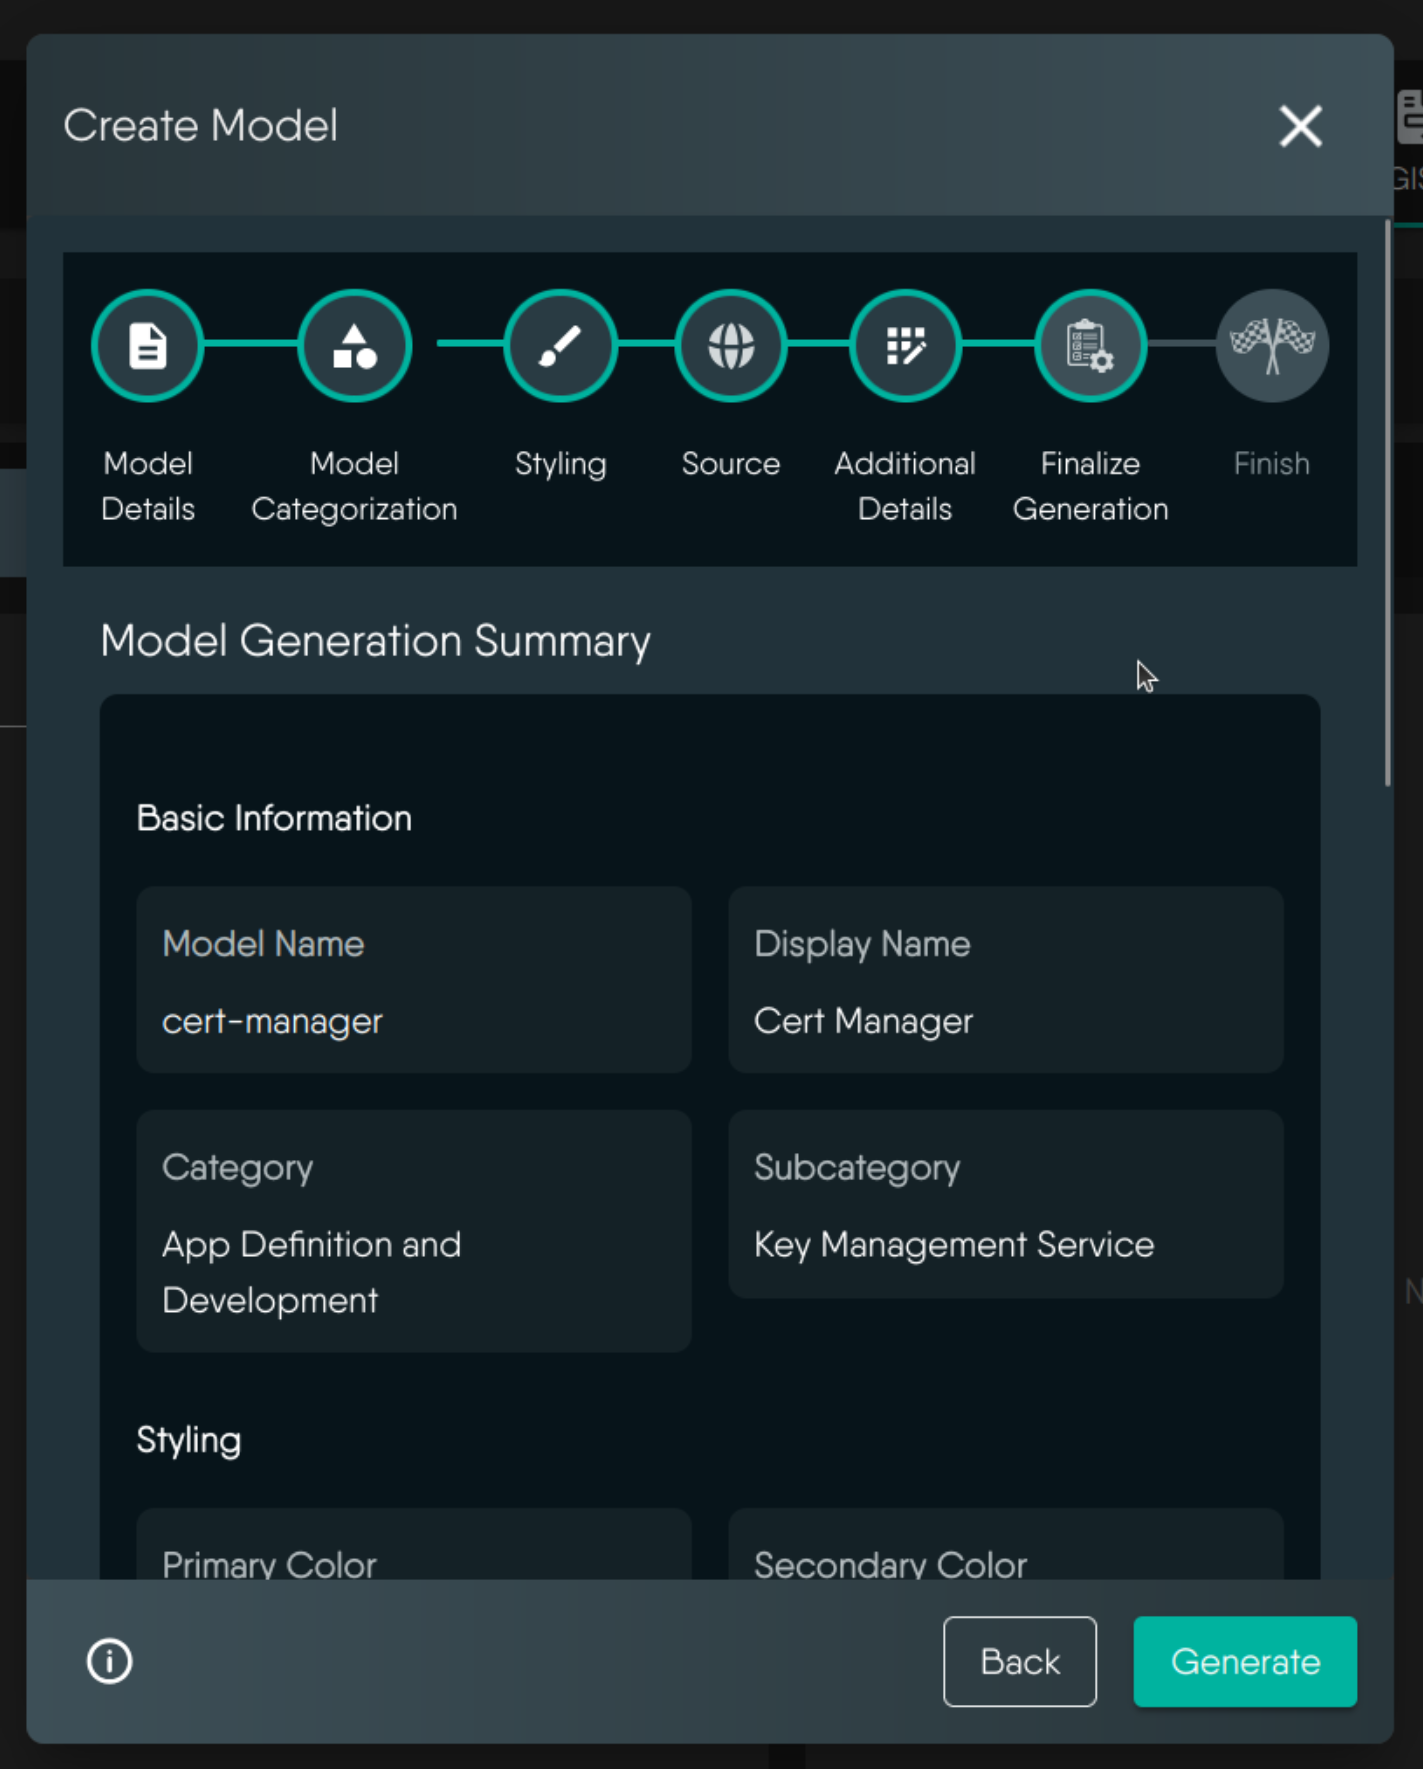 Create Model
Model
Details
Model
Categorization
Styling
Source
Additional
Details
Finalize
Generation
Finish
Model Generation Summary
Basic Information
Model Name
cert-manager
Display Name
Cert Manager
Category
App Definition and
Development
Subcategory
Key Management Service
Styling
Primary Color
Secondary Color
Back
Generate